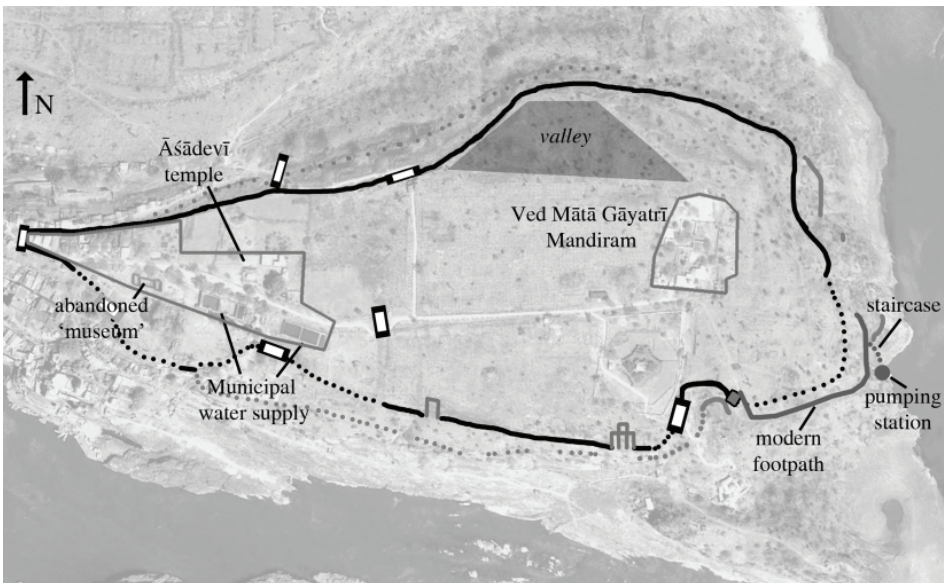 N
Āśādevī
temple
valley
Ved Mātā Gāyatrī
Mandiram
abandoned
‘museum’
Municipal
water supply
staircase
pumping
station
modern
footpath